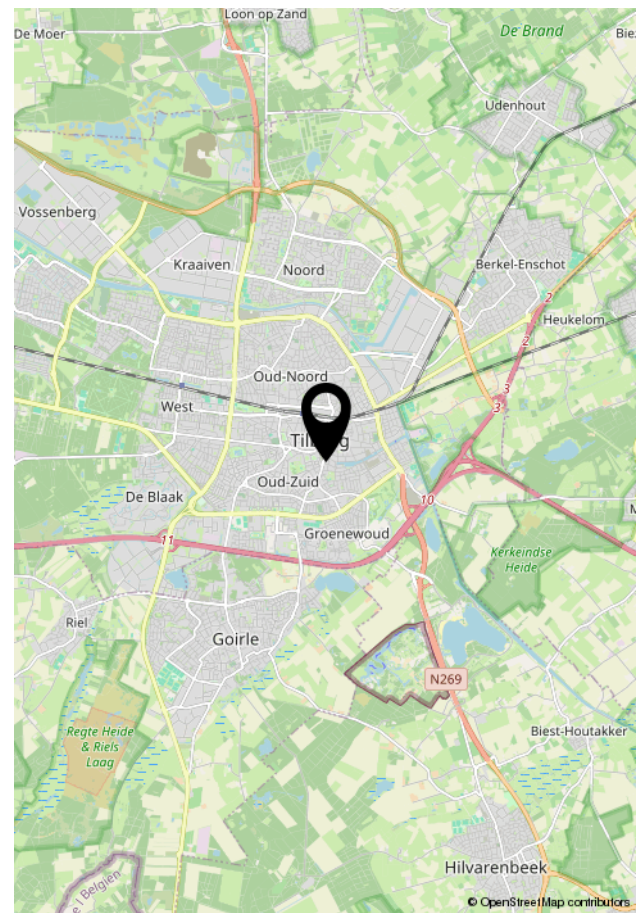 Loon op Zand
De Moer
De Brand
Udenhout
Vossenberg
Kraaiven
Noord
Berkel-Enschot
2
Heukelom
2
3
Oud-Noord
3
West
Oud-Zuid
De Blaak
10
Groenewoud
11
Kerkeindse
Heide
Riel
Goirle
N269
Regte Heide
& Riels
Laag
Biest-Houtakker
Hilvarenbeek
Belgien
© OpenStreetMap contributors